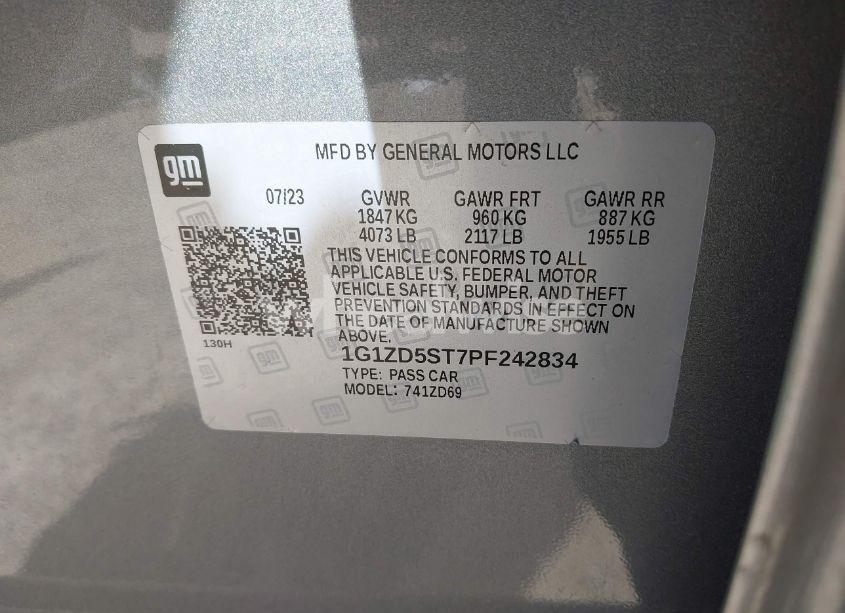 gm
MFD BY GENERAL MOTORS LLC
07/23 GVWR GAWR FRT GAWR RR
1847 KG 960 KG 887 KG
4073 LB 2117 LB 1955 LB
THIS VEHICLE CONFORMS TO ALL
APPLICABLE U.S. FEDERAL MOTOR
VEHICLE SAFETY, BUMPER, AND THEFT
PREVENTION STANDARDS IN EFFECT ON
THE DATE OF MANUFACTURE SHOWN
ABOVE.
130H
1G1ZD5ST7PF242834
TYPE: PASS CAR
MODEL: 741ZD69